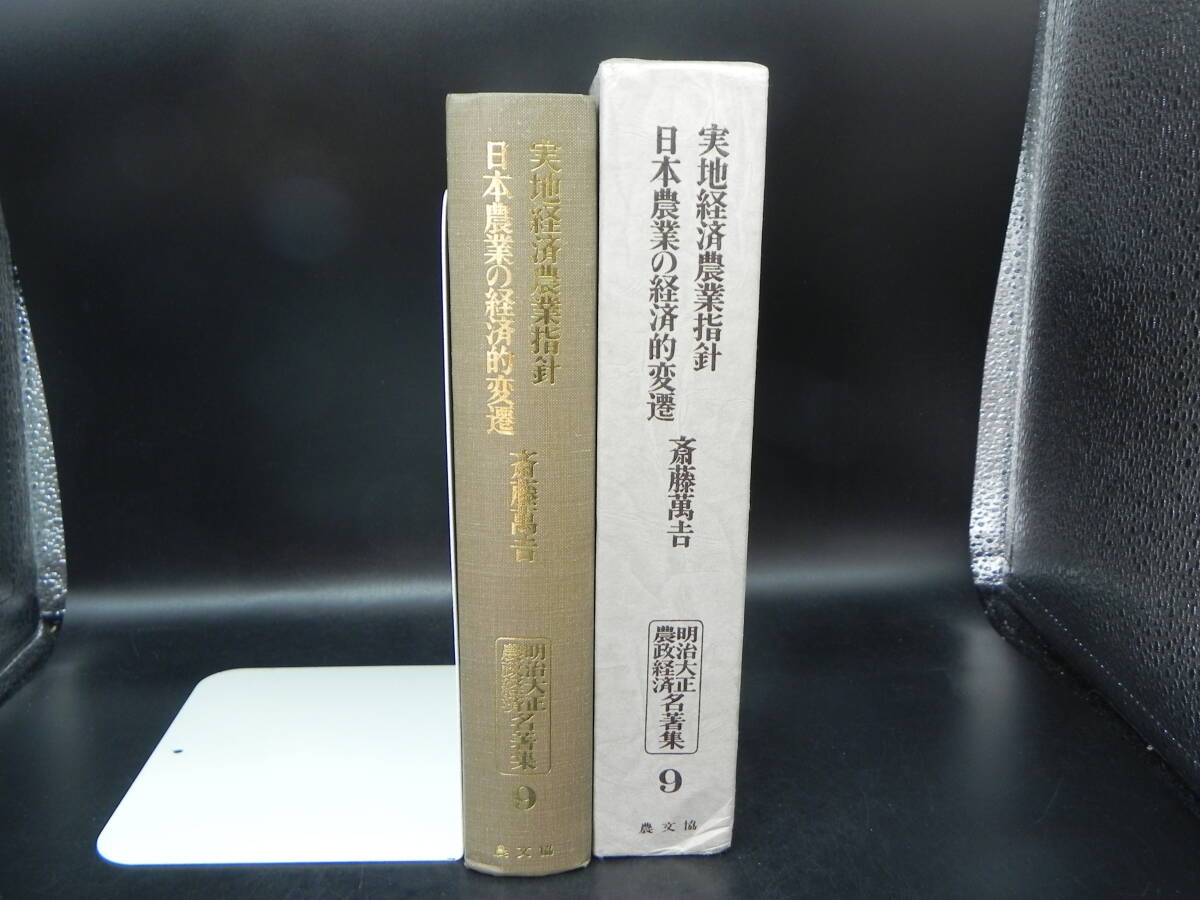 実地経済農業指針
日本農業の経済的変遷
斎藤萬吉
明治大正
農政経済
名著集
9
農文協
実地経済農業指針
日本農業の経済的変遷
斎藤萬吉
明治大正
農政経済
名著集
9
農文協